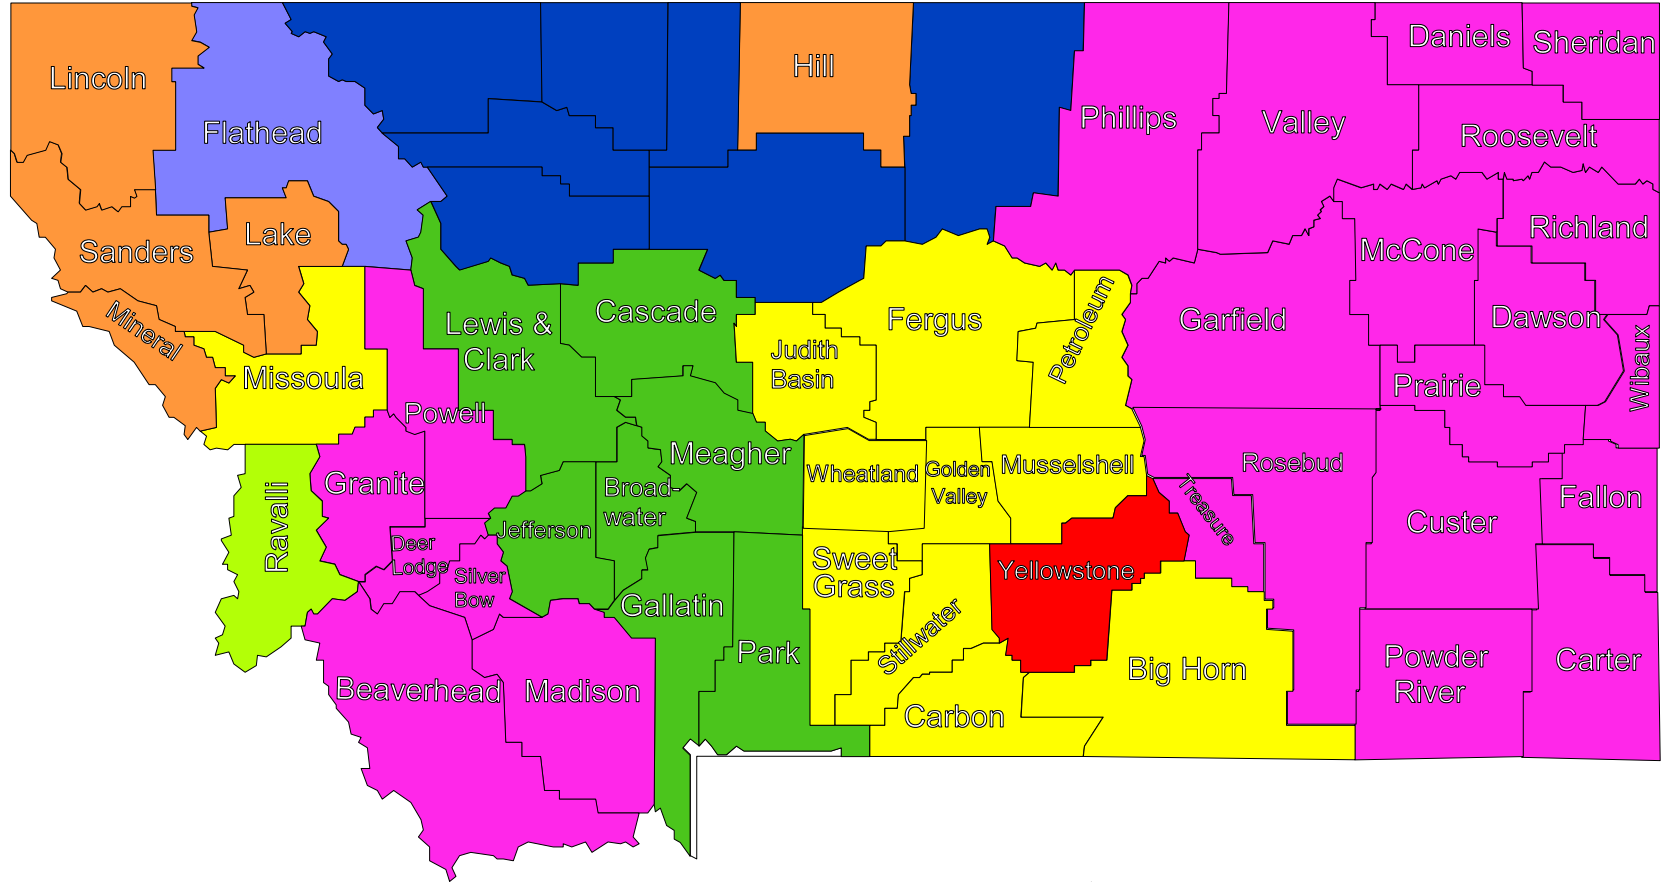 Lincoln
Flathead
Hill
Phillips
Valley
Daniels
Sheridan
Roosevelt
Sanders
Lake
McCone
Richland
Mineral
Missoula
Lewis &
Clark
Cascade
Judith
Basin
Fergus
Petroleum
Garfield
Dawson
Prairie
Wibaux
Powell
Granite
Ravalli
Meagher
Broad-
water
Jefferson
Wheatland
Golden
Valley
Musselshell
Rosebud
Treasure
Custer
Fallon
Deer
Lodge
Silver
Bow
Gallatin
Park
Sweet
Grass
Stillwater
Yellowstone
Big Horn
Carbon
Powder
River
Carter
Beaverhead
Madison